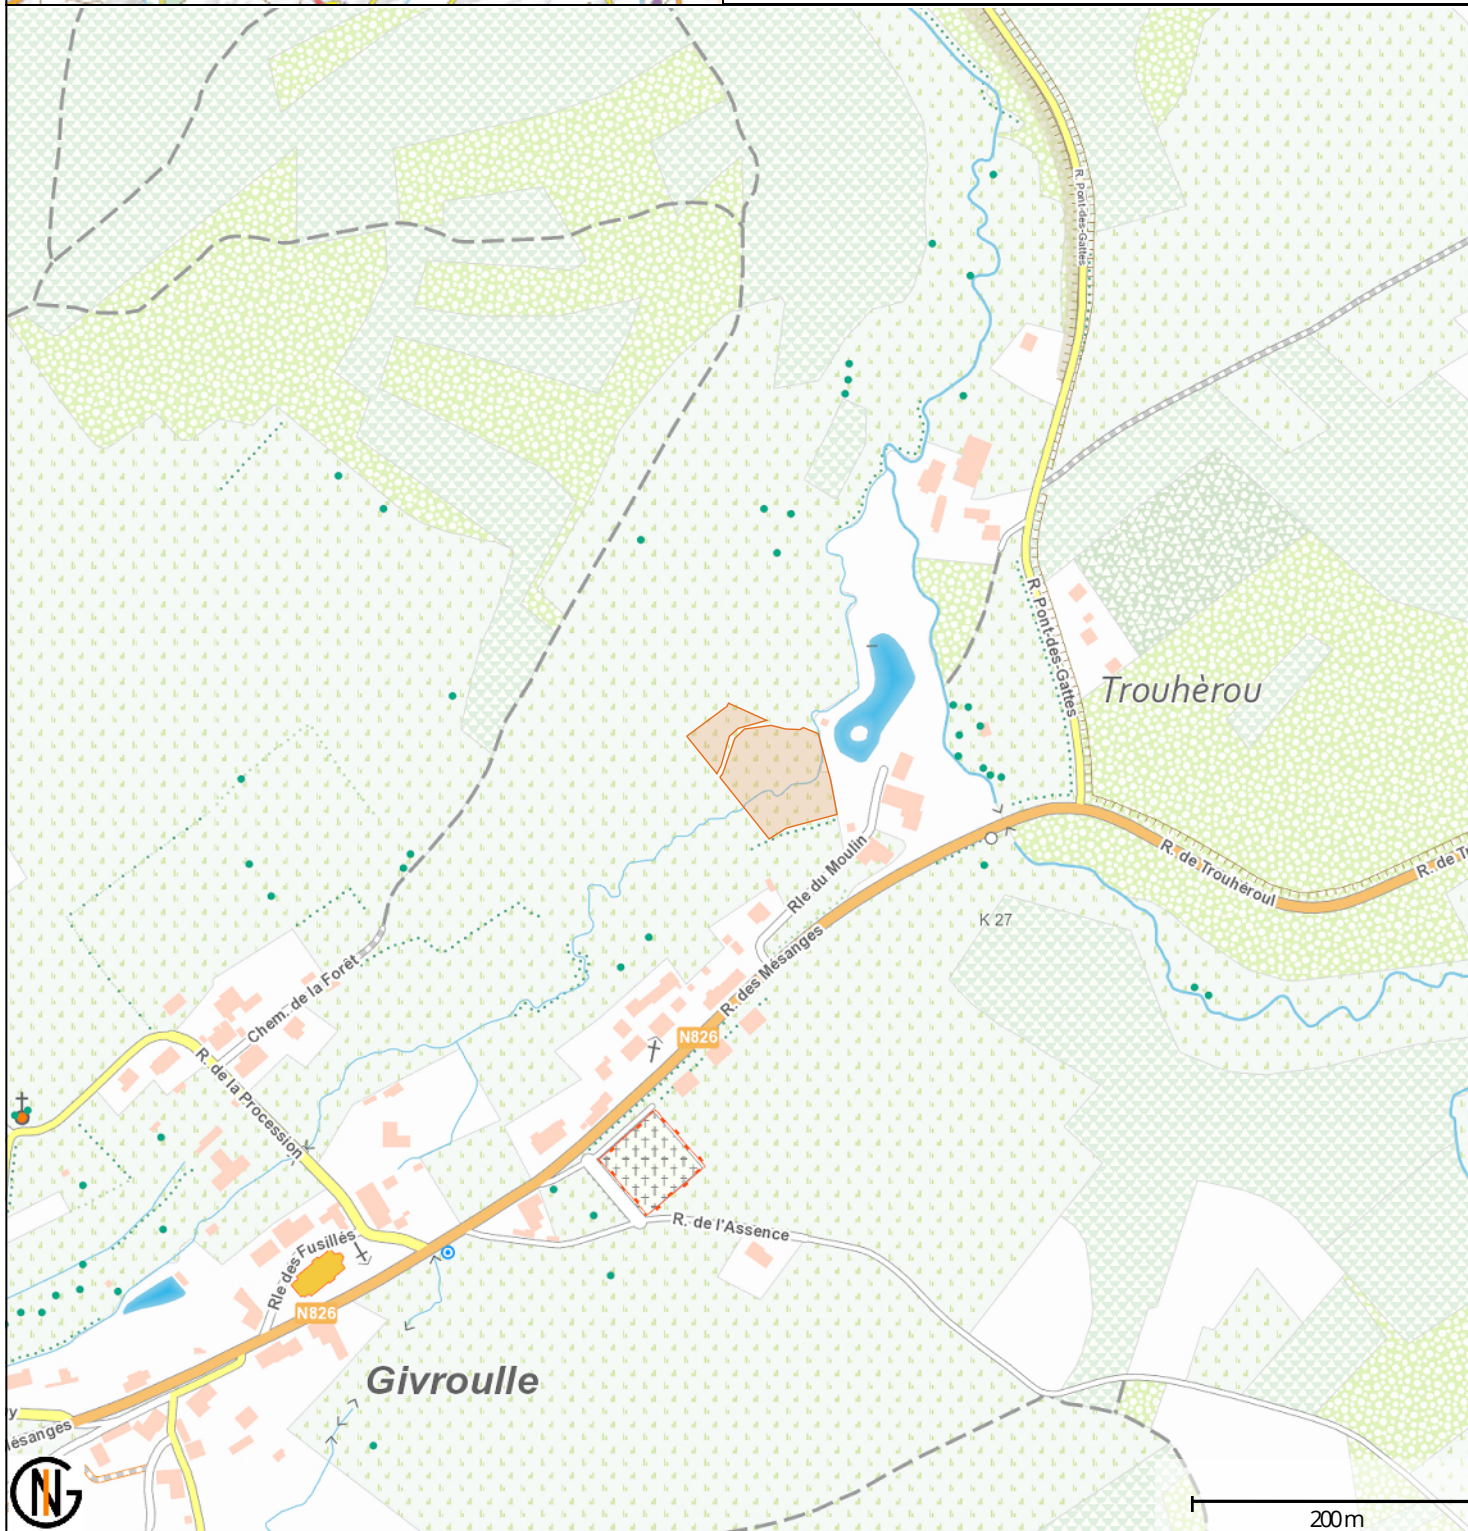 R. Pont-des-Gattes
R. Pont-des-Gattes
Trouhèrou
R. de Trouhèroul
R. de Tr
Rle du Moulin
K 27
R. des Mésanges
Chem. de la Forêt
N826
R. de la Procession
R. de l'Assence
Rle des Fusillés
N826
Givroulle
y
lésanges
200 m